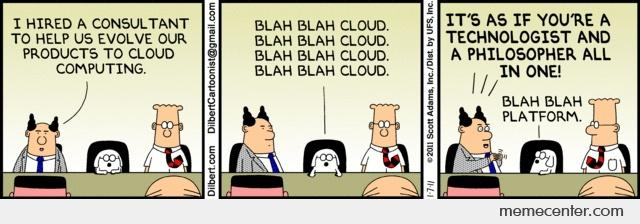 I HIRED A CONSULTANT
TO HELP US EVOLVE OUR
PRODUCTS TO CLOUD
COMPUTING.
Dilbert.com DilbertCartoonist@gmail.com
BLAH BLAH CLOUD.
BLAH BLAH CLOUD.
BLAH BLAH CLOUD.
BLAH BLAH CLOUD.
1-7-11 ©2011 Scott Adams, Inc./Dist. by UFS, Inc.
IT'S AS IF YOU'RE A
TECHNOLOGIST AND
A PHILOSOPHER ALL
IN ONE!
BLAH BLAH
PLATFORM.
memecenter.com